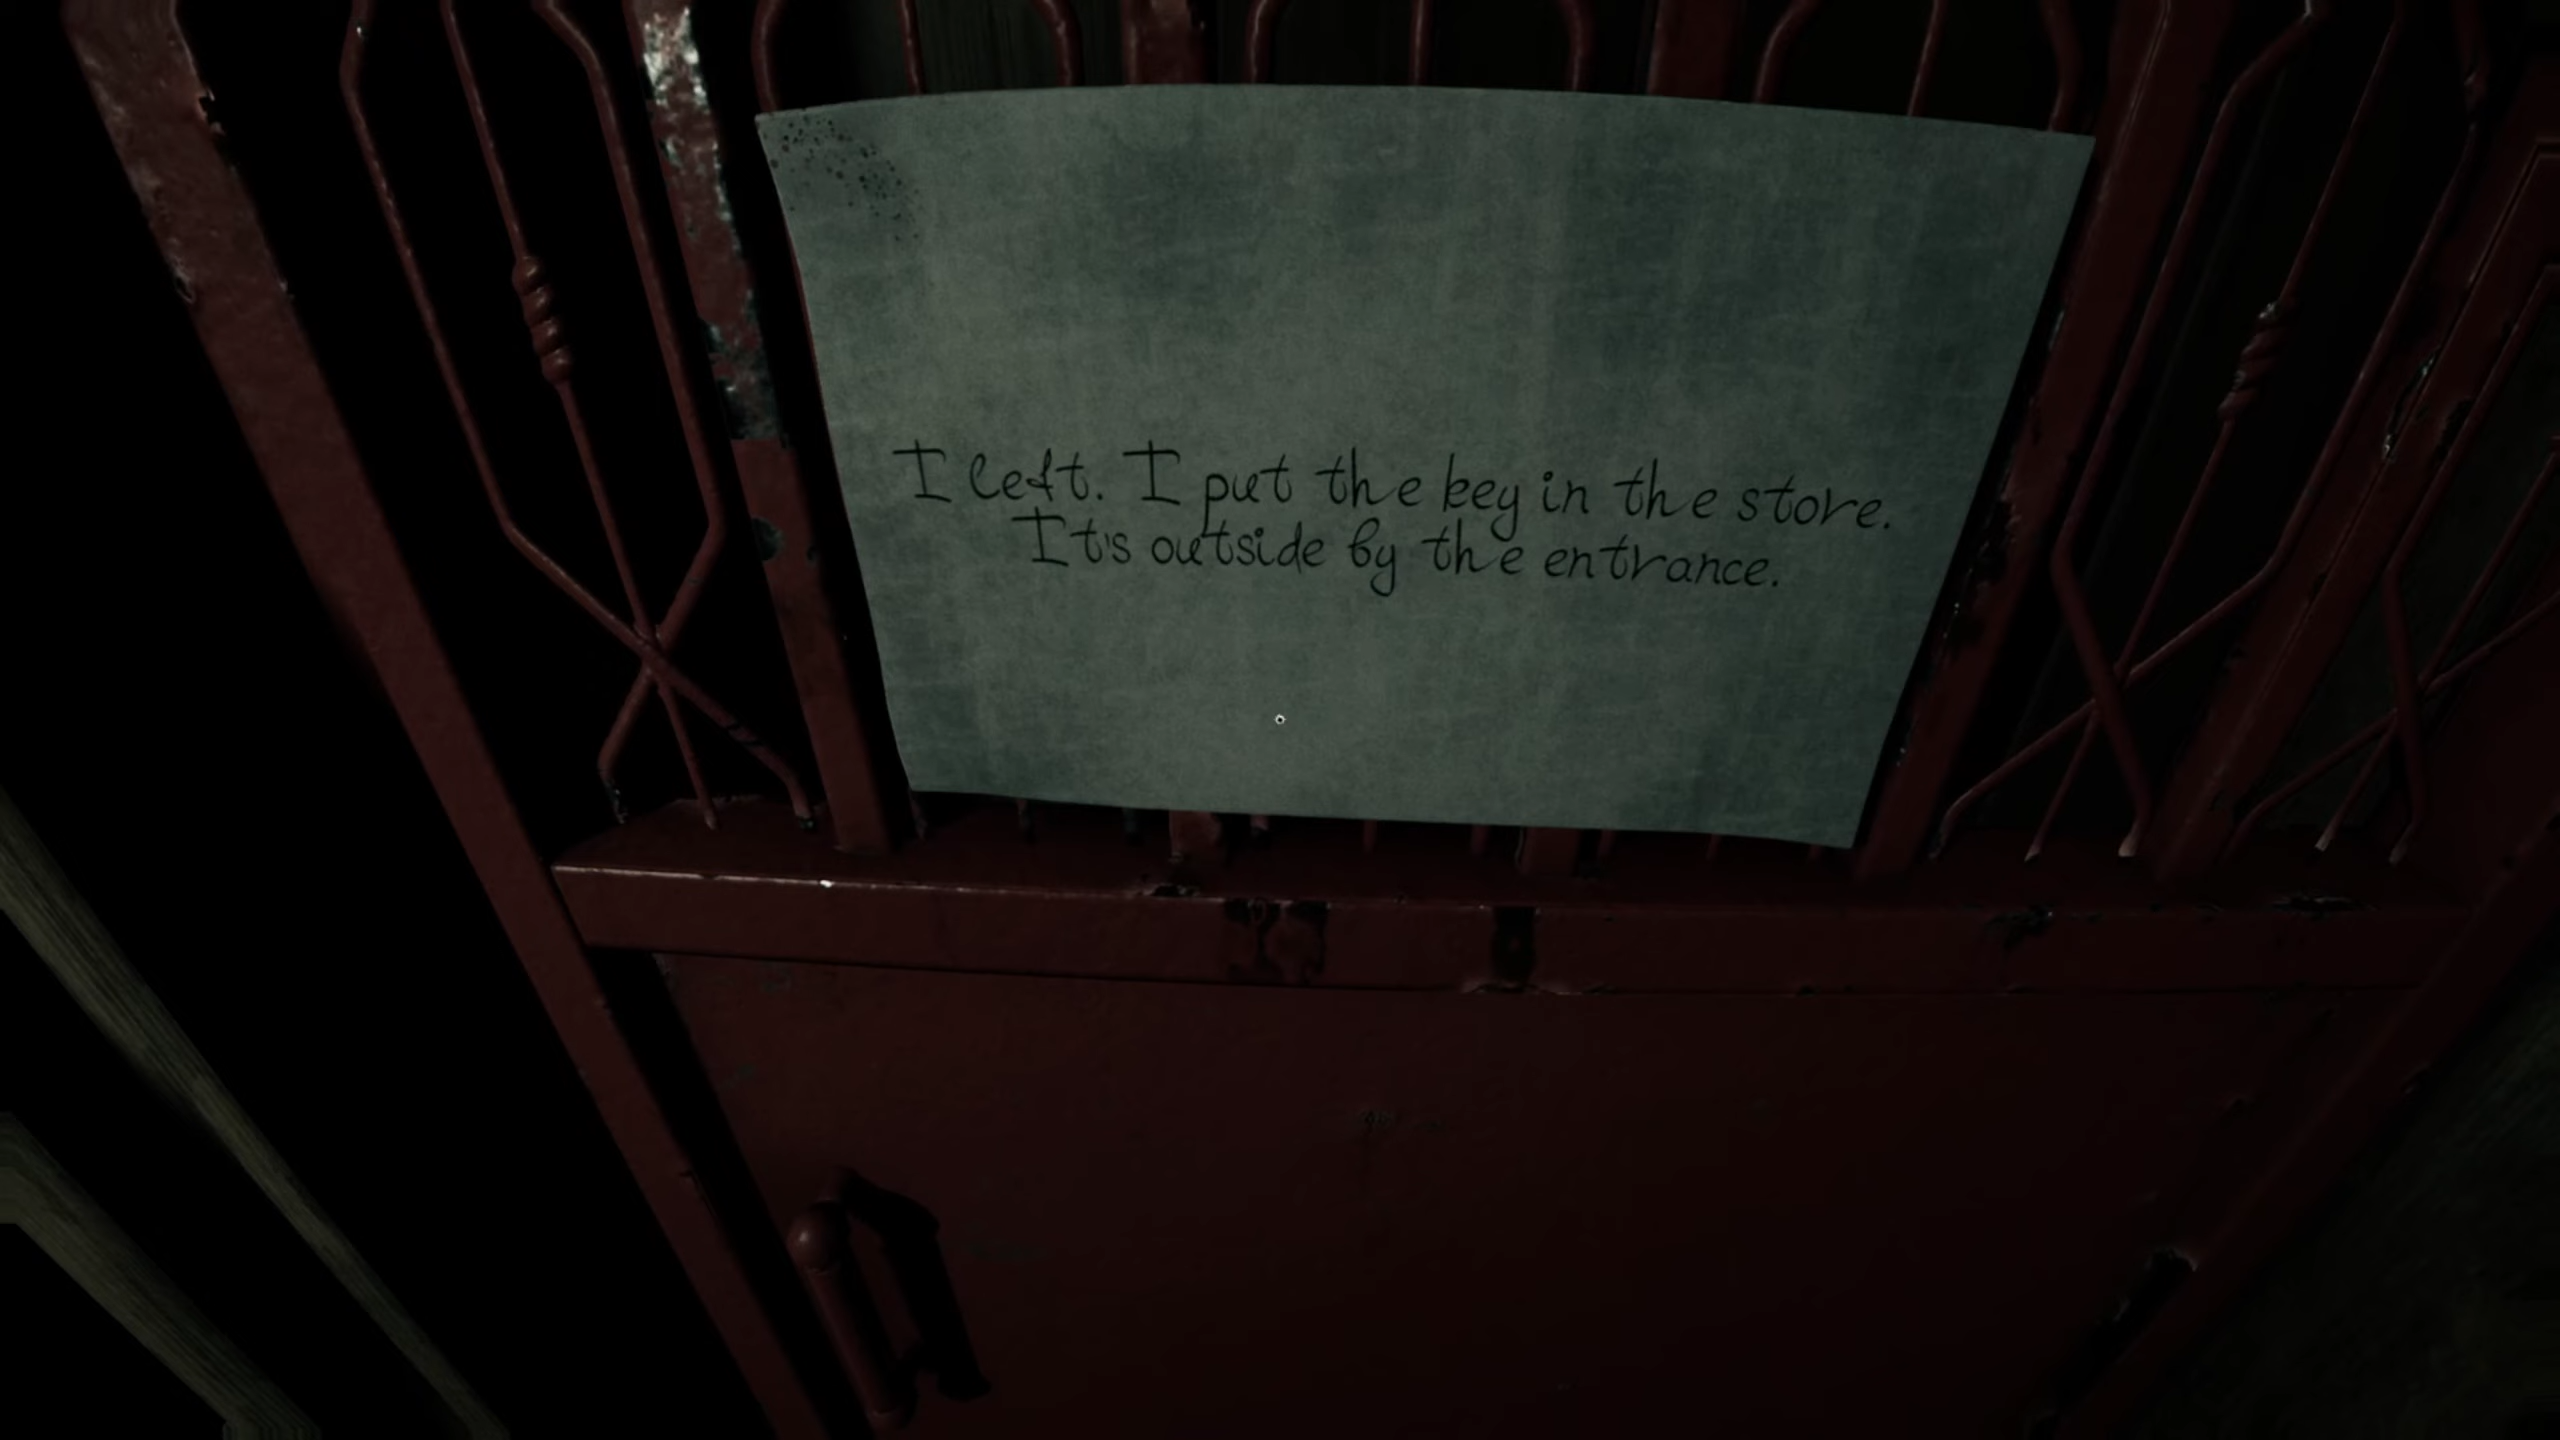 I left. I put the key in the store.
It's outside by the entrance.